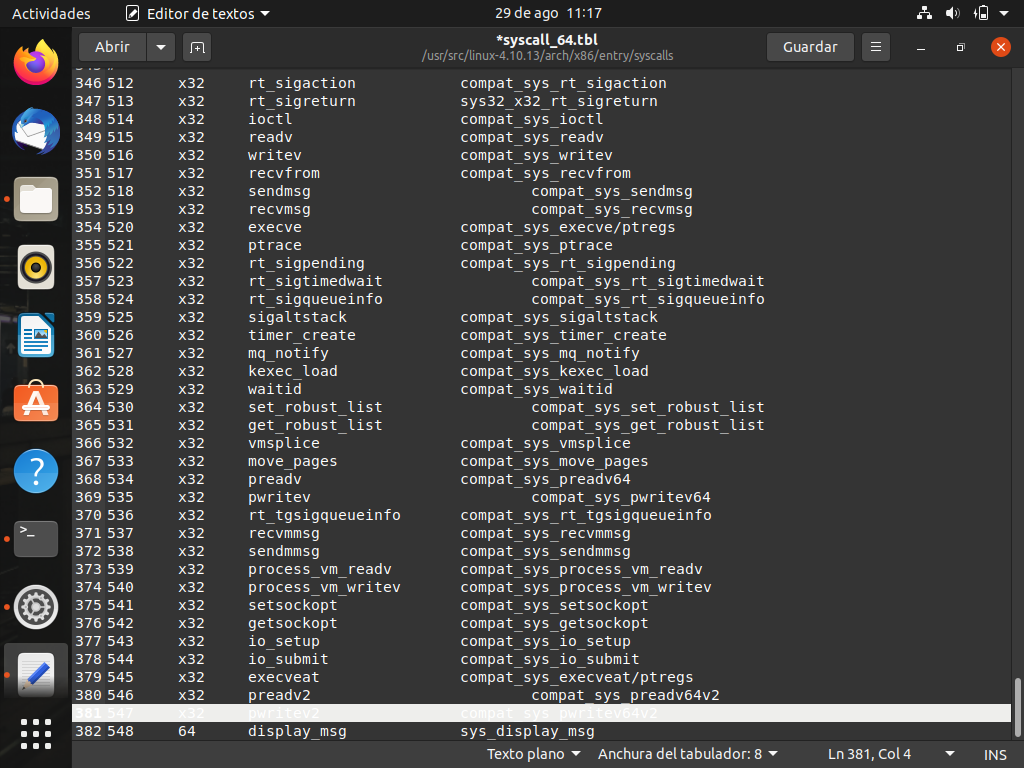 Actividades Editor de textos 29 de ago 11:17
Abrir *syscall_64.tbl Guardar
/usr/src/linux-4.10.13/arch/x86/entry/syscalls
346 512 x32 rt_sigaction compat_sys_rt_sigaction
347 513 x32 rt_sigreturn sys32_x32_rt_sigreturn
348 514 x32 ioctl compat_sys_ioctl
349 515 x32 readv compat_sys_readv
350 516 x32 writev compat_sys_writev
351 517 x32 recvfrom compat_sys_recvfrom
352 518 x32 sendmsg compat_sys_sendmsg
353 519 x32 recvmsg compat_sys_recvmsg
354 520 x32 execve compat_sys_execve/ptregs
355 521 x32 ptrace compat_sys_ptrace
356 522 x32 rt_sigpending compat_sys_rt_sigpending
357 523 x32 rt_sigtimedwait compat_sys_rt_sigtimedwait
358 524 x32 rt_sigqueueinfo compat_sys_rt_sigqueueinfo
359 525 x32 sigaltstack compat_sys_sigaltstack
360 526 x32 timer_create compat_sys_timer_create
361 527 x32 mq_notify compat_sys_mq_notify
362 528 x32 kexec_load compat_sys_kexec_load
363 529 x32 waitid compat_sys_waitid
364 530 x32 set_robust_list compat_sys_set_robust_list
365 531 x32 get_robust_list compat_sys_get_robust_list
366 532 x32 vmsplice compat_sys_vmsplice
367 533 x32 move_pages compat_sys_move_pages
368 534 x32 preadv compat_sys_preadv64
369 535 x32 pwritev compat_sys_pwritev64
370 536 x32 rt_tgsigqueueinfo compat_sys_rt_tgsigqueueinfo
371 537 x32 recvmmsg compat_sys_recvmmsg
372 538 x32 sendmmsg compat_sys_sendmmsg
373 539 x32 process_vm_readv compat_sys_process_vm_readv
374 540 x32 process_vm_writev compat_sys_process_vm_writev
375 541 x32 setsockopt compat_sys_setsockopt
376 542 x32 getsockopt compat_sys_getsockopt
377 543 x32 io_setup compat_sys_io_setup
378 544 x32 io_submit compat_sys_io_submit
379 545 x32 execveat compat_sys_execveat/ptregs
380 546 x32 preadv2 compat_sys_preadv64v2
381 547 x32 pwritev2 compat_sys_pwritev64v2
382 548 64 display_msg sys_display_msg
Texto plano Anchura del tabulador: 8 Ln 381, Col 4 INS